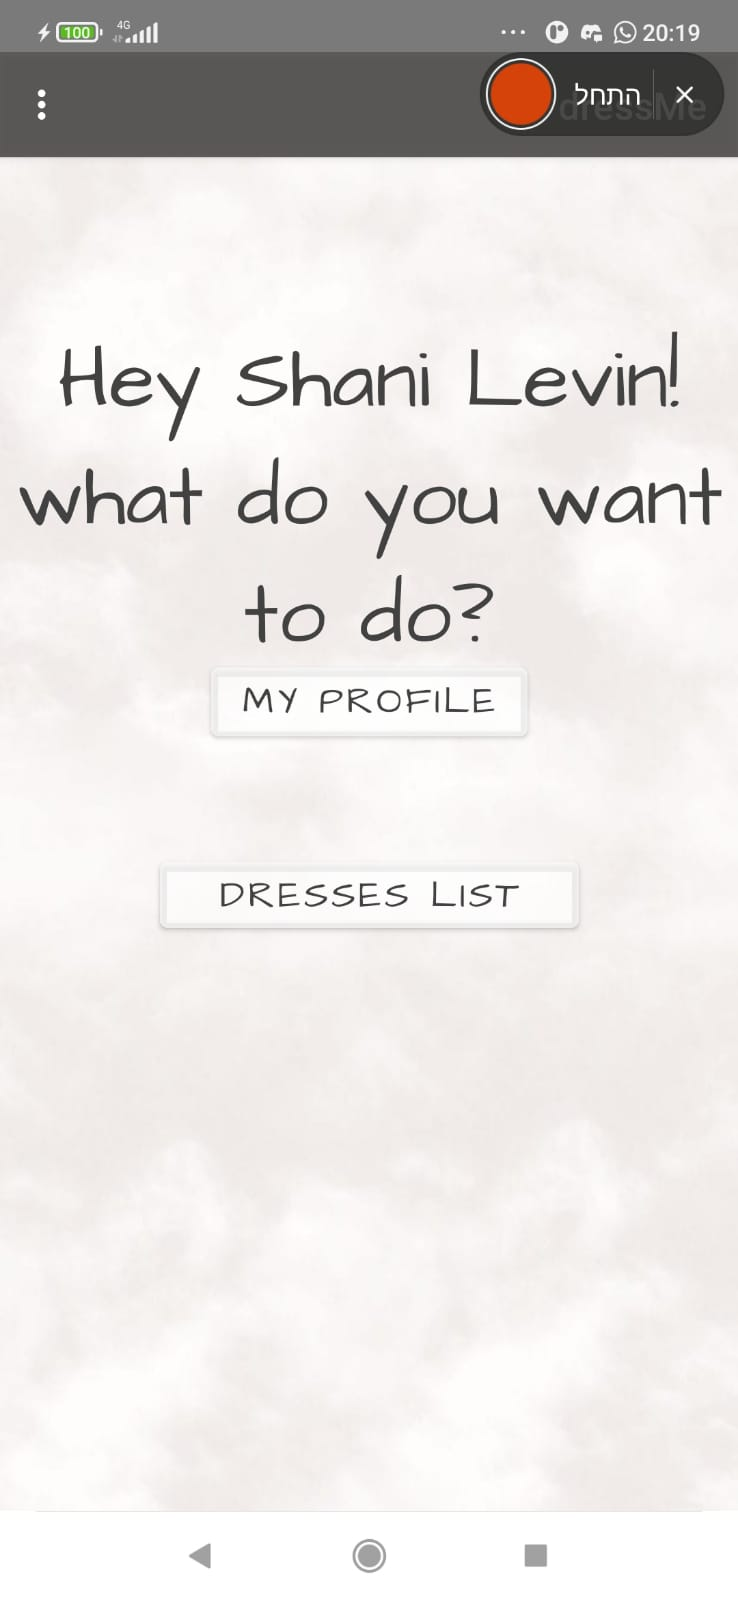 100 4G 20:19
התחל
dressMe
Hey Shani Levin!
what do you want
to do?
MY PROFILE
DRESSES LIST